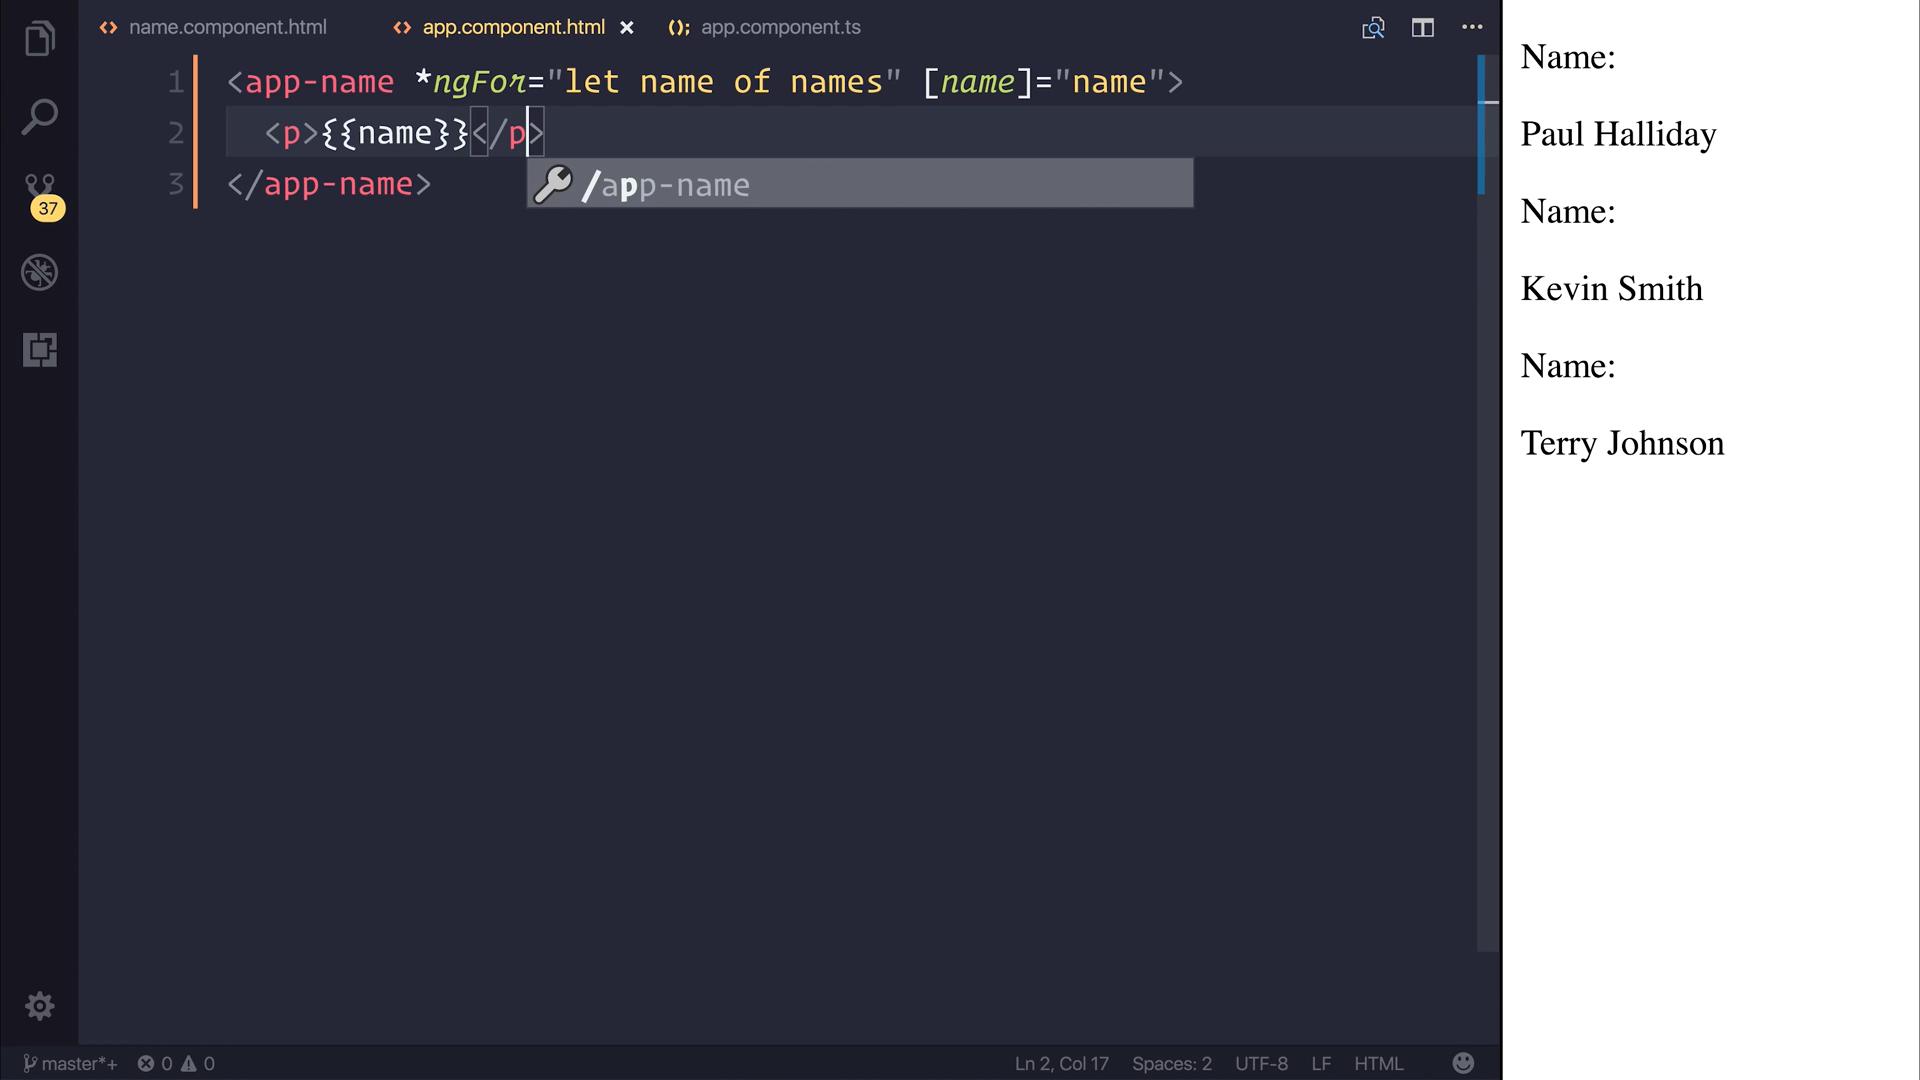 name.component.html
app.component.html
app.component.ts
1 <app-name *ngFor="let name of names" [name]="name">
2 <p>{{name}}</p>
3 </app-name>
/app-name
37
master*+ 0 0
Ln 2, Col 17 Spaces: 2 UTF-8 LF HTML
Name:
Paul Halliday
Name:
Kevin Smith
Name:
Terry Johnson